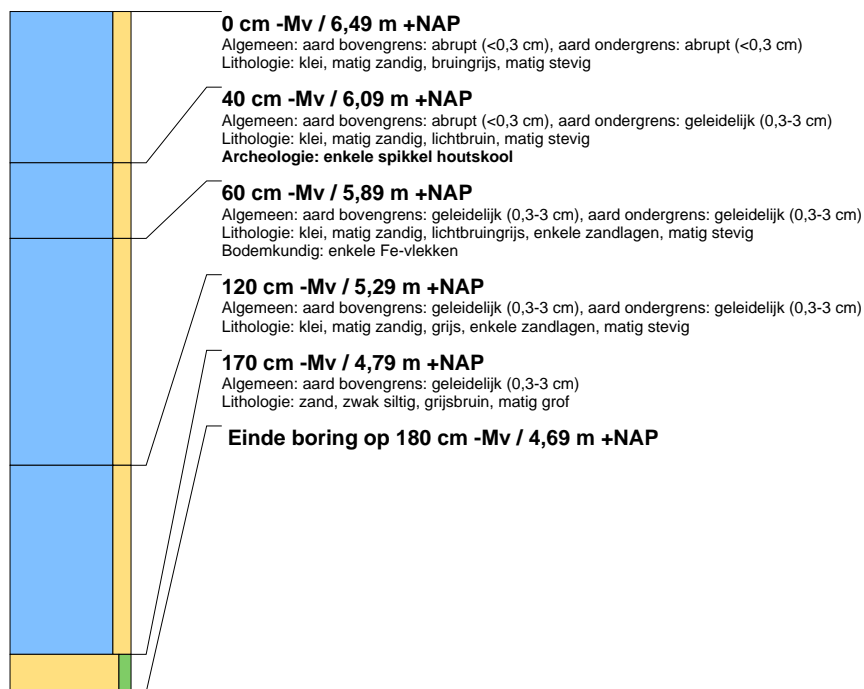 0 cm -Mv / 6,49 m +NAP
Algemeen: aard bovengrens: abrupt (<0,3 cm), aard ondergrens: abrupt (<0,3 cm)
Lithologie: klei, matig zandig, bruingrijs, matig stevig
40 cm -Mv / 6,09 m +NAP
Algemeen: aard bovengrens: abrupt (<0,3 cm), aard ondergrens: geleidelijk (0,3-3 cm)
Lithologie: klei, matig zandig, lichtbruin, matig stevig
Archeologie: enkele spikkel houtskool
60 cm -Mv / 5,89 m +NAP
Algemeen: aard bovengrens: geleidelijk (0,3-3 cm), aard ondergrens: geleidelijk (0,3-3 cm)
Lithologie: klei, matig zandig, lichtbruingrijs, enkele zandlagen, matig stevig
Bodemkundig: enkele Fe-vlekken
120 cm -Mv / 5,29 m +NAP
Algemeen: aard bovengrens: geleidelijk (0,3-3 cm), aard ondergrens: geleidelijk (0,3-3 cm)
Lithologie: klei, matig zandig, grijs, enkele zandlagen, matig stevig
170 cm -Mv / 4,79 m +NAP
Algemeen: aard bovengrens: geleidelijk (0,3-3 cm)
Lithologie: zand, zwak siltig, grijsbruin, matig grof
Einde boring op 180 cm -Mv / 4,69 m +NAP